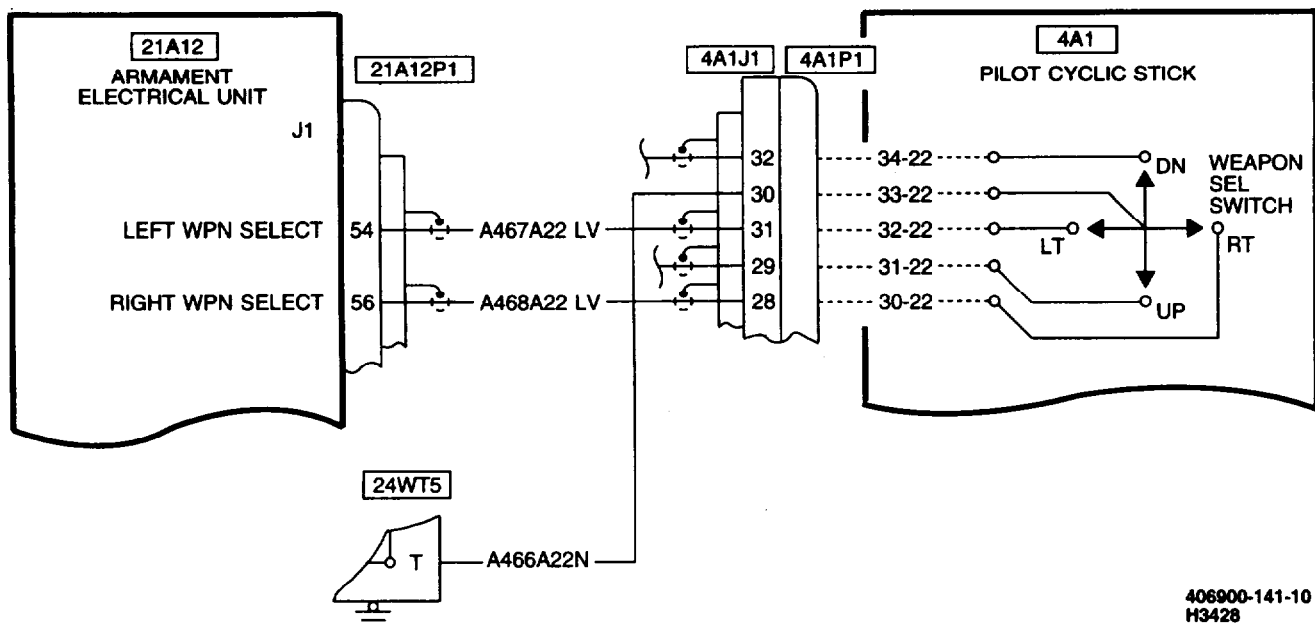 21A12
ARMAMENT
ELECTRICAL UNIT
J1
LEFT WPN SELECT
RIGHT WPN SELECT
21A12P1
54
56
A467A22 LV
A468A22 LV
4A1J1
4A1P1
32
30
31
29
28
34-22
33-22
32-22
31-22
30-22
4A1
PILOT CYCLIC STICK
DN
WEAPON
SEL
SWITCH
LT
RT
UP
24WT5
T
A466A22N
406900-141-10
H3428